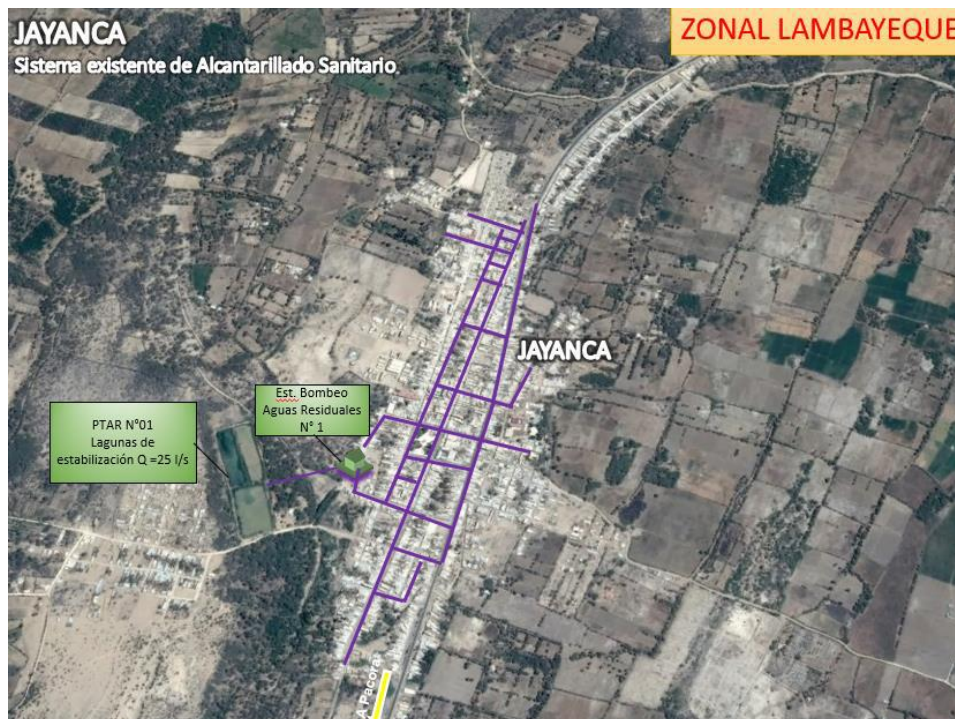 JAYANCA
Sistema existente de Alcantarillado Sanitario.
ZONAL LAMBAYEQUE
JAYANCA
Est. Bombeo
Aguas Residuales
N° 1
PTAR N°01
Lagunas de
estabilización Q =25 l/s
A Pacora